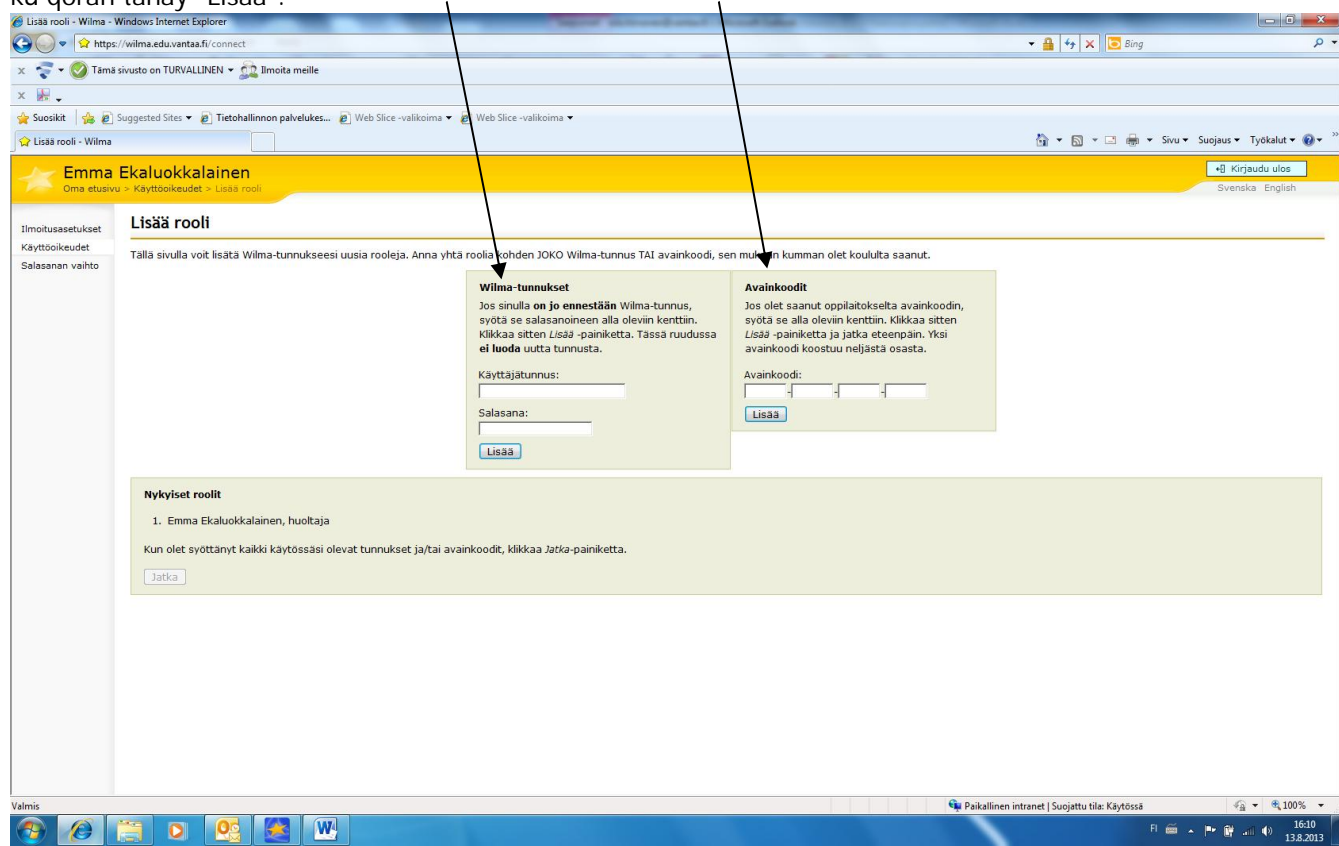 ku qoran tahay "Lisää".
Lisää rooli - Wilma - Windows Internet Explorer
https://wilma.edu.vantaa.fi/connect
Bing
x Tämä sivusto on TURVALLINEN Ilmoita meille
x
Suosikit Suggested Sites Tietohallinnon palvelukes... Web Slice -valikoima Web Slice -valikoima
Lisää rooli - Wilma
Sivu Suojaus Työkalut
Emma Ekaluokkalainen
Oma etusivu > Käyttöoikeudet > Lisää rooli
Kirjaudu ulos
Svenska English
Ilmoitusasetukset
Käyttöoikeudet
Salasanan vaihto
Lisää rooli
Tällä sivulla voit lisätä Wilma-tunnukseesi uusia rooleja. Anna yhtä roolia kohden JOKO Wilma-tunnus TAI avainkoodi, sen mukaan kumman olet koululta saanut.
Wilma-tunnukset
Jos sinulla on jo ennestään Wilma-tunnus,
syötä se salasanoineen alla oleviin kenttiin.
Klikkaa sitten Lisää -painiketta. Tässä ruudussa
ei luoda uutta tunnusta.
Käyttäjätunnus:
Salasana:
Lisää
Avainkoodit
Jos olet saanut oppilaitokselta avainkoodin,
syötä se alla oleviin kenttiin. Klikkaa sitten
Lisää -painiketta ja jatka eteenpäin. Yksi
avainkoodi koostuu neljästä osasta.
Avainkoodi:
- - -
Lisää
Nykyiset roolit
1. Emma Ekaluokkalainen, huoltaja
Kun olet syöttänyt kaikki käytössäsi olevat tunnukset ja/tai avainkoodit, klikkaa Jatka-painiketta.
Jatka
Valmis
Paikallinen intranet | Suojattu tila: Käytössä
100%
FI
16:10
13.8.2013